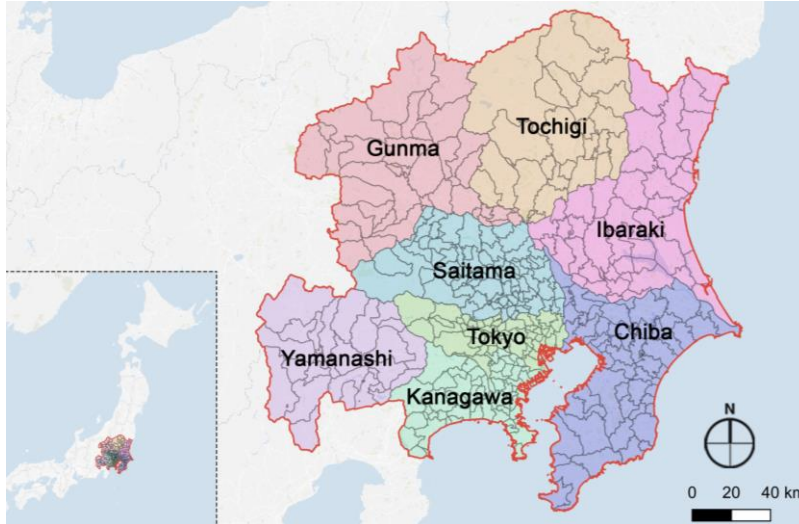 Tochigi
Gunma
Ibaraki
Saitama
Tokyo
Chiba
Yamanashi
Kanagawa
N
0 20 40 km